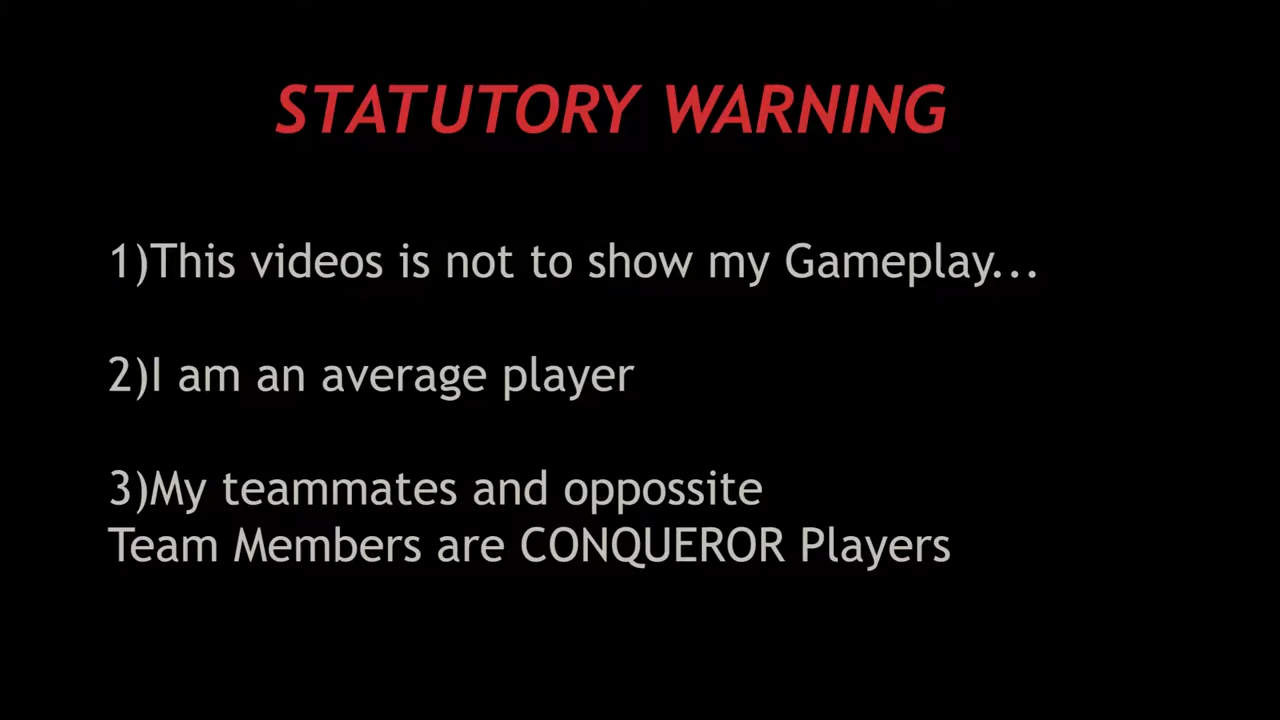 STATUTORY WARNING
1)This videos is not to show my Gameplay...
2)I am an average player
3)My teammates and oppossite
Team Members are CONQUEROR Players